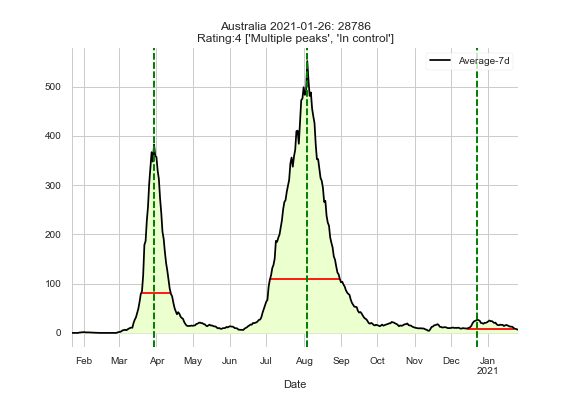 Australia 2021-01-26: 28786
Rating:4 ['Multiple peaks', 'In control']
Average-7d
500
400
300
200
100
0
Feb Mar Apr May Jun Jul Aug Sep Oct Nov Dec Jan
2021
Date